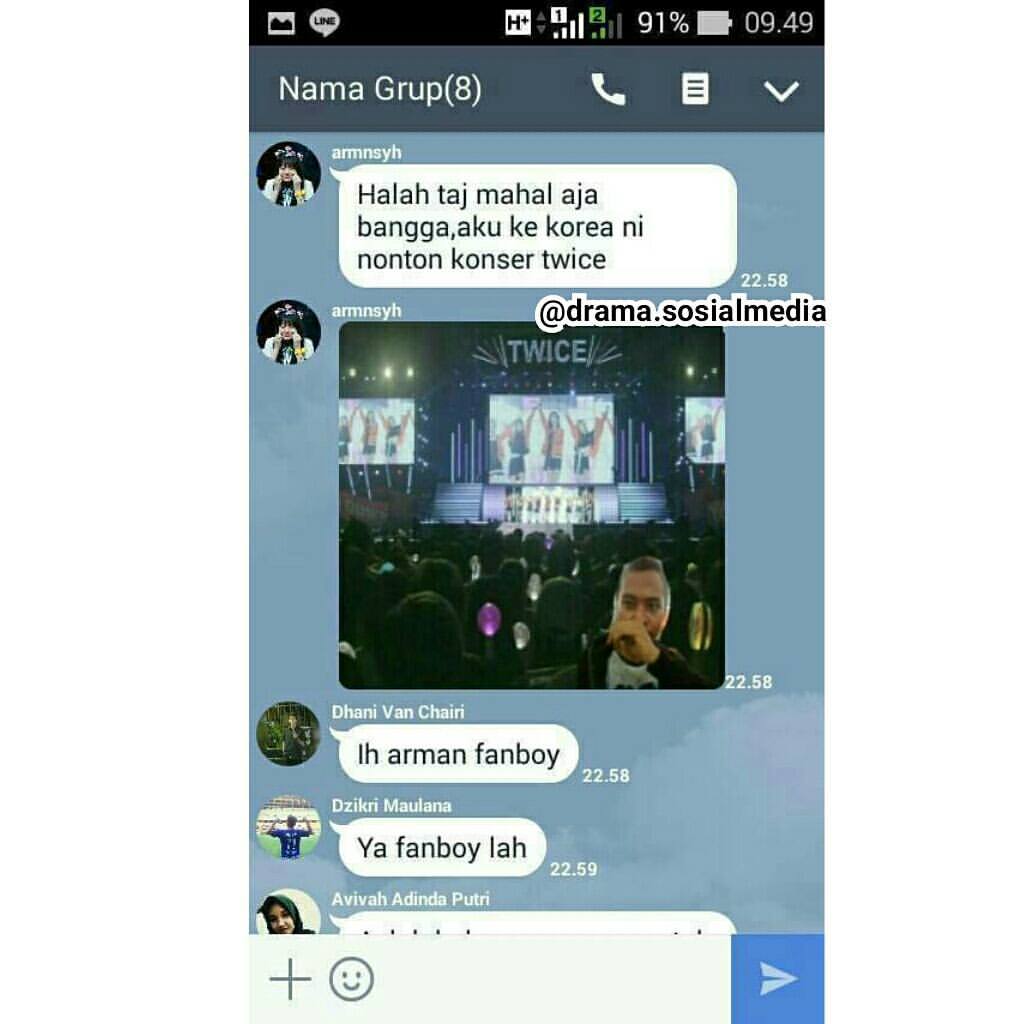 LINE
H+
1
2
91%
09.49
Nama Grup(8)
armnsyh
Halah taj mahal aja
bangga,aku ke korea ni
nonton konser twice
22.58
@drama.sosialmedia
armnsyh
TWICE
22.58
Dhani Van Chairi
Ih arman fanboy
22.58
Dzikri Maulana
Ya fanboy lah
22.59
Avivah Adinda Putri